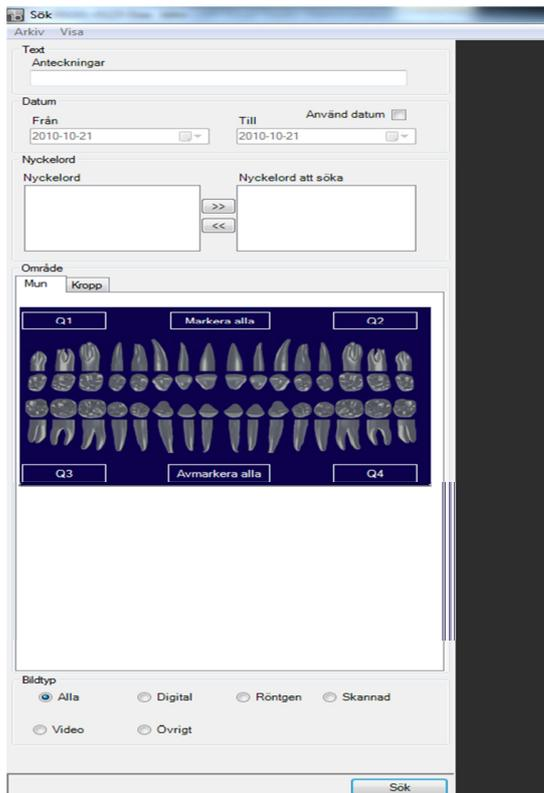 Sök
Arkiv Visa
Text
Anteckningar
Datum
Från Till Använd datum
2010-10-21 2010-10-21
Nyckelord
Nyckelord Nyckelord att söka
>>
<<
Område
Mun Kropp
Q1 Markera alla Q2
Q3 Avmarkera alla Q4
Bildtyp
Alla Digital Röntgen Skannad
Video Övrigt
Sök